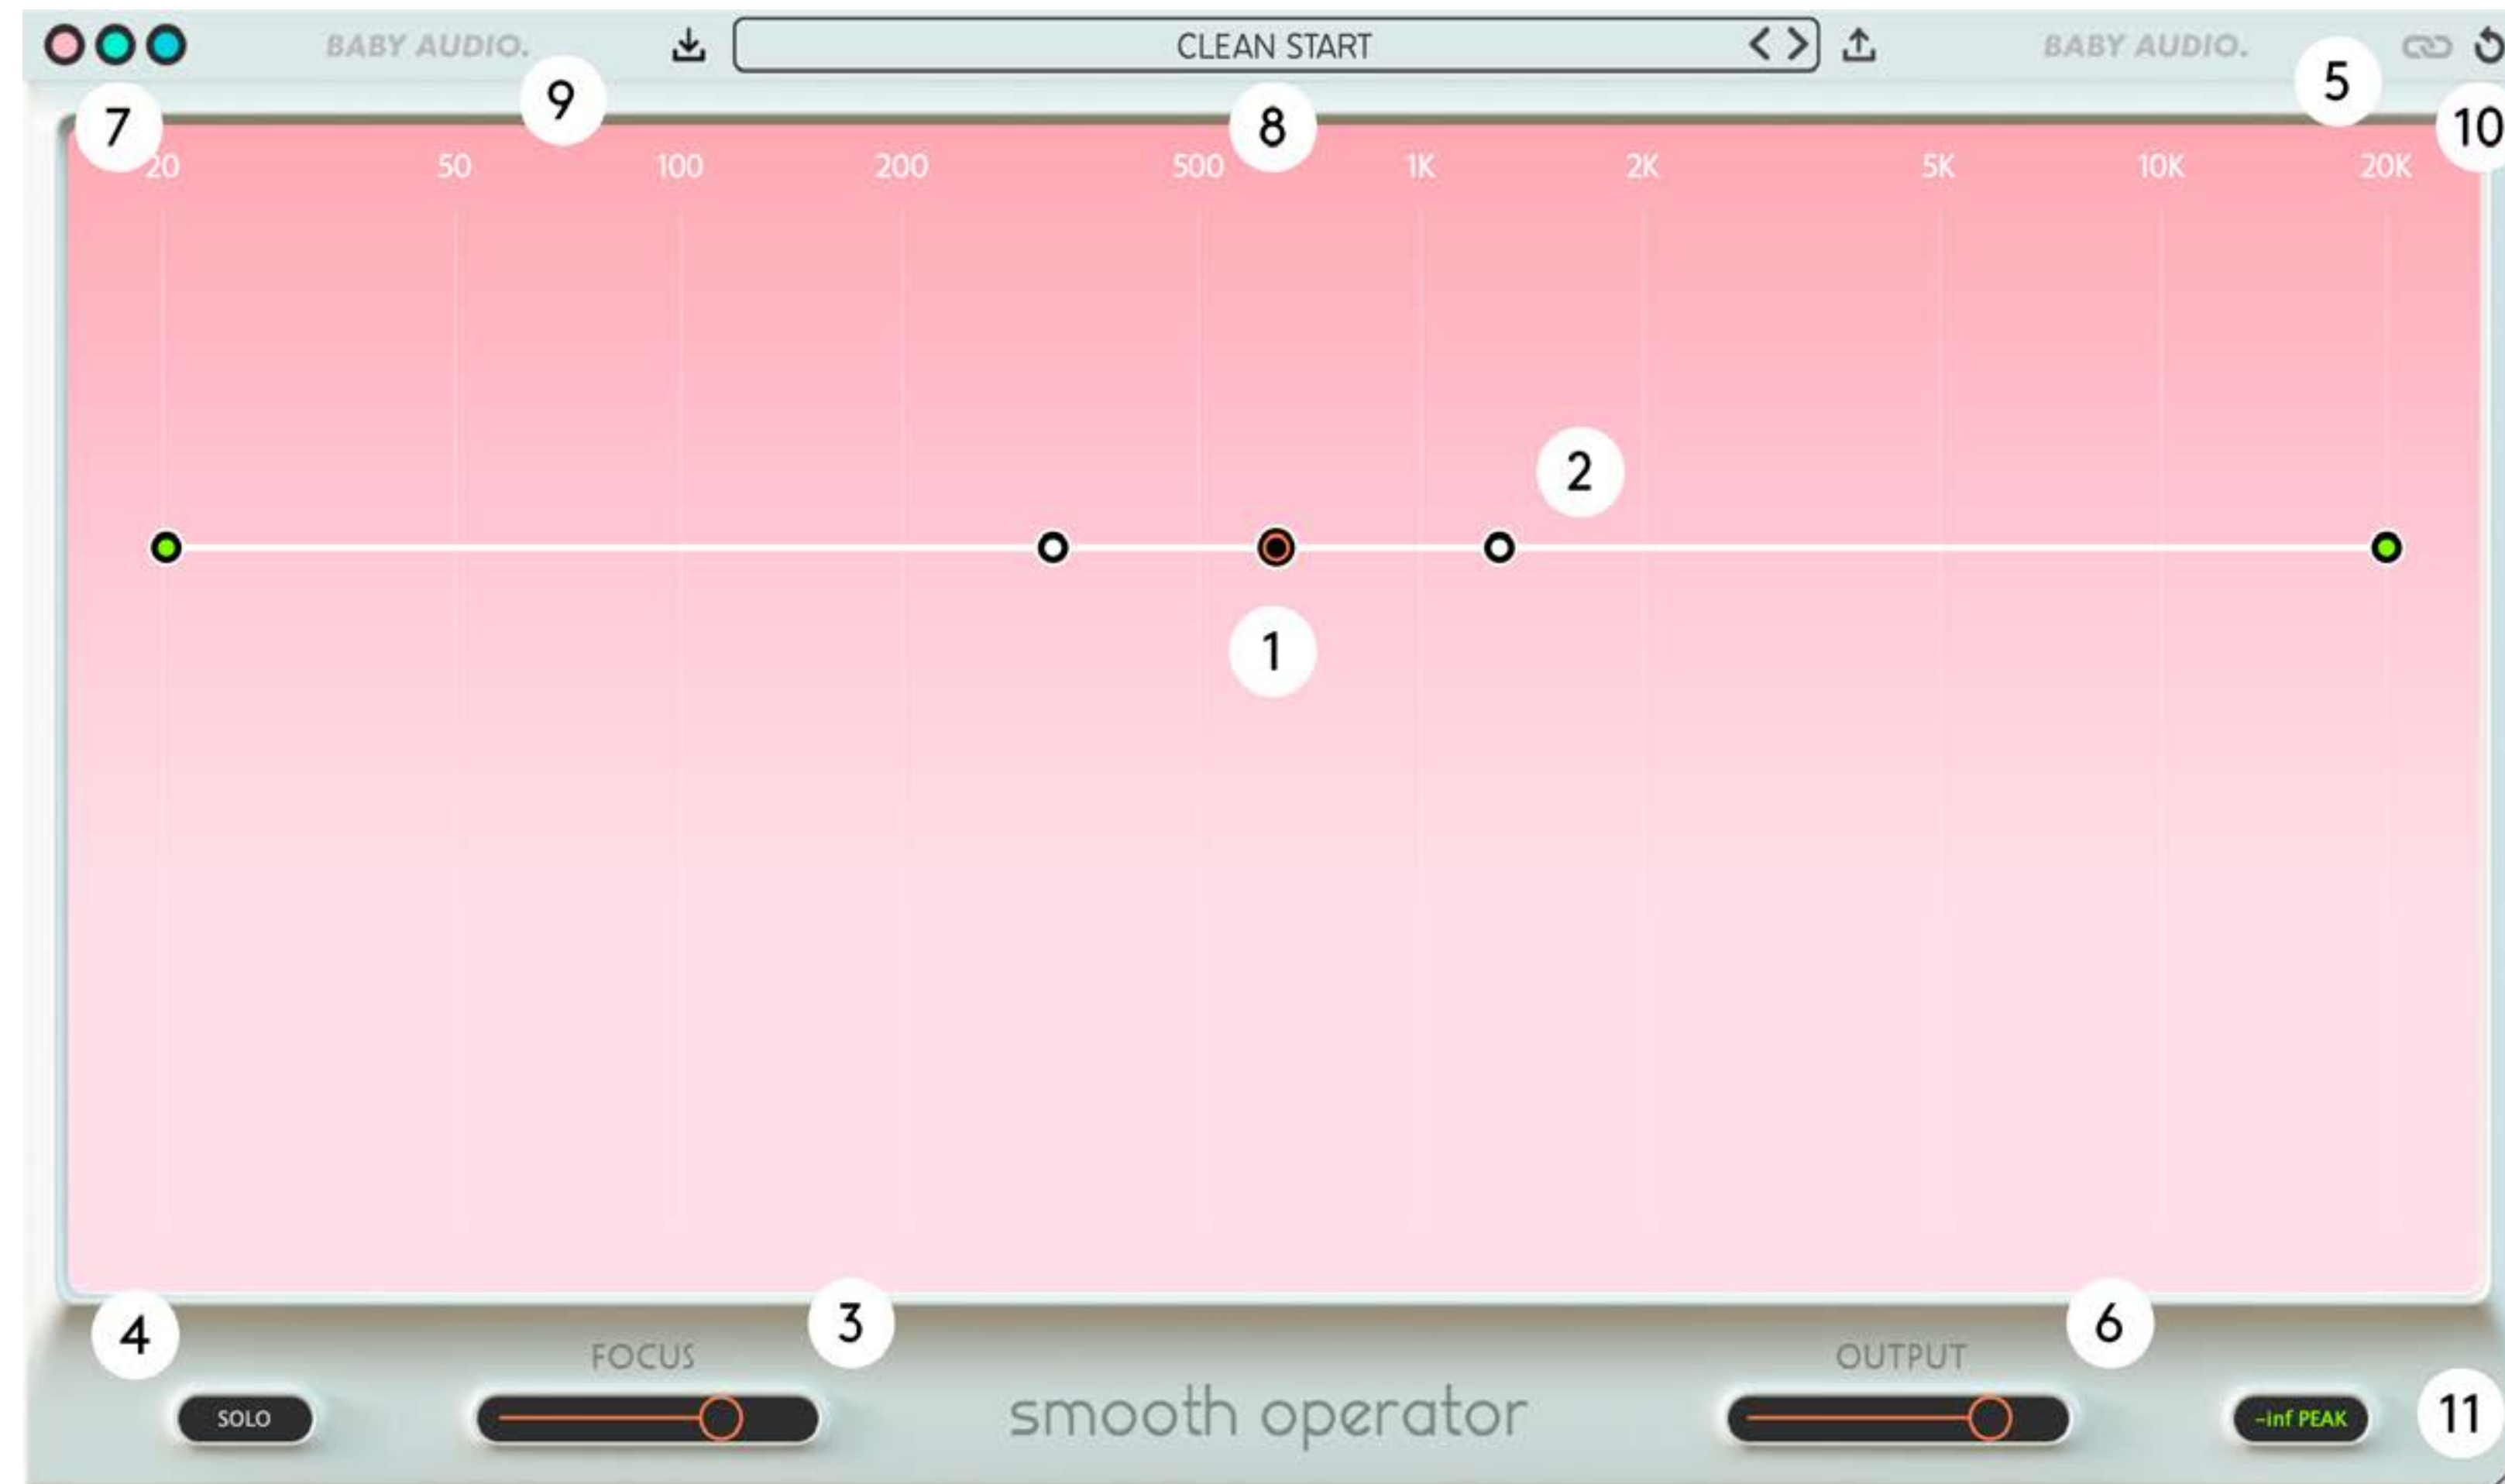 BABY AUDIO. CLEAN START BABY AUDIO.
9 5
7 8 10
20 50 100 200 500 1K 2K 5K 10K 20K
2
1
4 3 6
FOCUS OUTPUT
SOLO smooth operator -inf PEAK 11